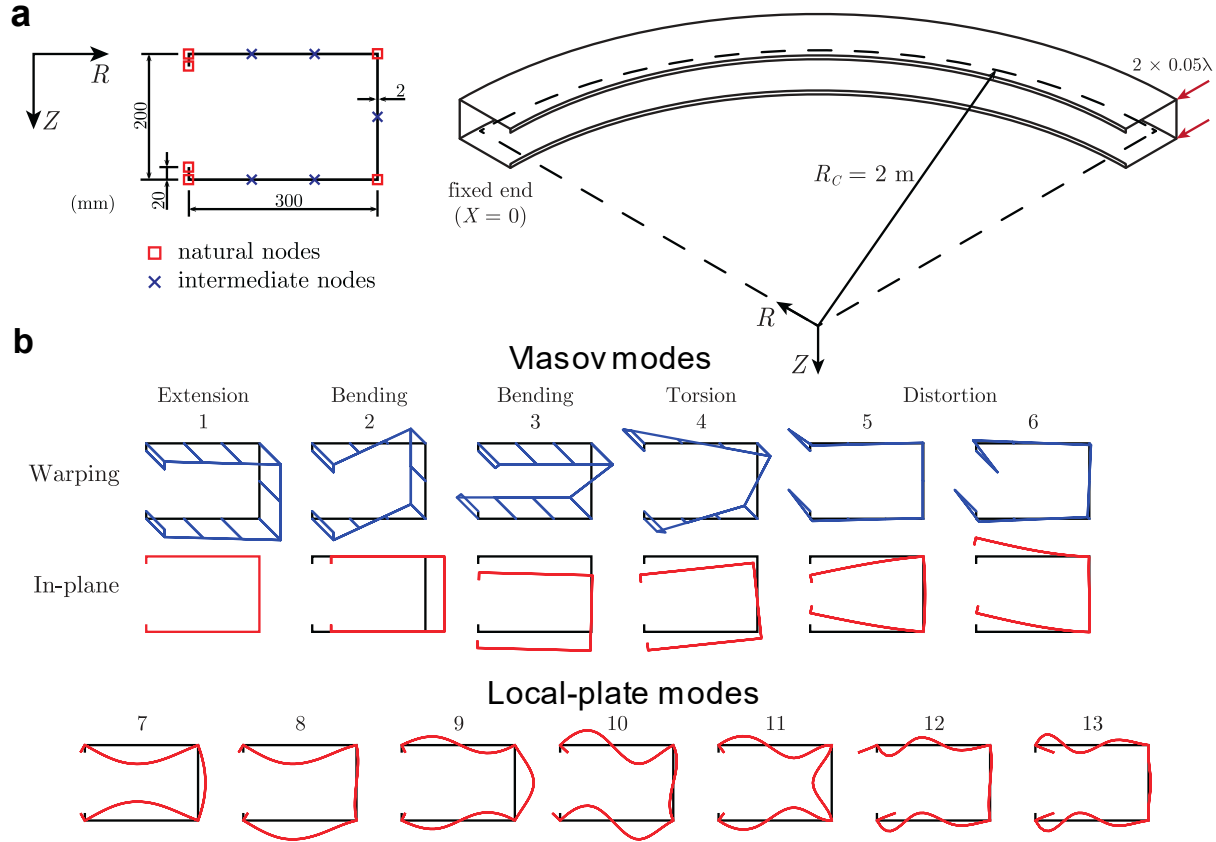 a
R
Z
200
2
20
300
(mm)
natural nodes
intermediate nodes
2 × 0.05λ
R_C = 2 m
fixed end
(X = 0)
R
Z
b
Vlasov modes
Extension Bending Bending Torsion Distortion
1 2 3 4 5 6
Warping
In-plane
Local-plate modes
7 8 9 10 11 12 13